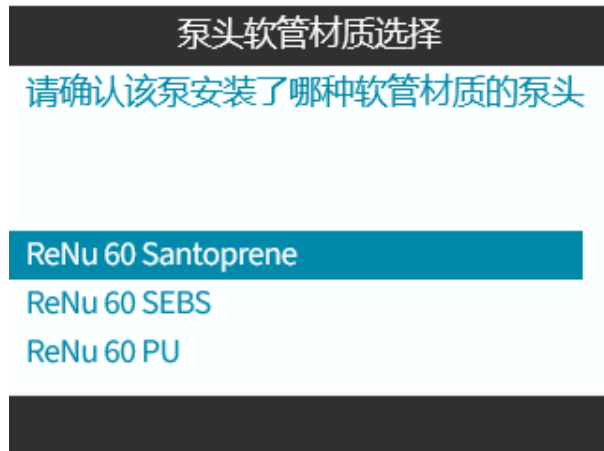 泵头软管材质选择
请确认该泵安装了哪种软管材质的泵头
ReNu 60 Santoprene
ReNu 60 SEBS
ReNu 60 PU